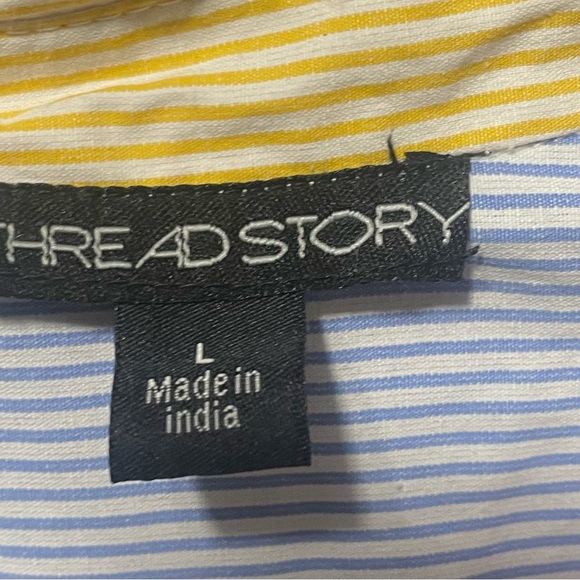 THREAD STORY
L
Made in
india